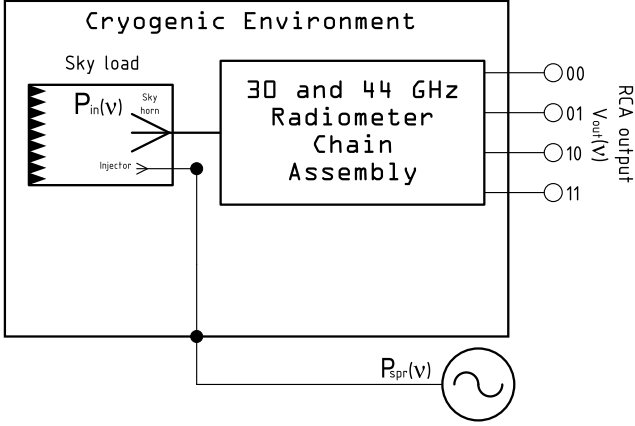 Cryogenic Environment
Sky load
Pin(ν)
Sky
horn
Injector
30 and 44 GHz
Radiometer
Chain
Assembly
00
01
10
11
RCA output
Vout(ν)
Pspr(ν)